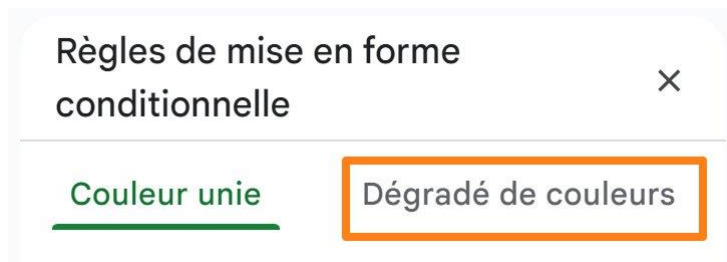 Règles de mise en forme
conditionnelle
Couleur unie Dégradé de couleurs